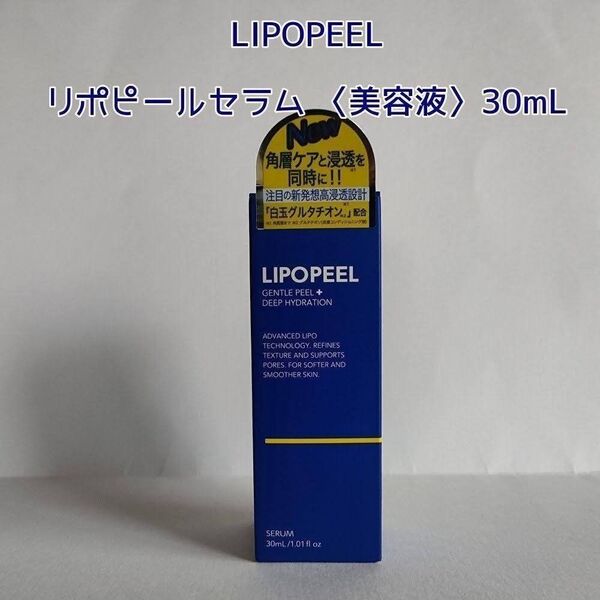 LIPOPEEL
リポピールセラム〈美容液〉30mL
New
角層ケアと浸透を※1
同時に!!
注目の新発想高浸透設計
「白玉グルタチオン※2」配合
LIPOPEEL
GENTLE PEEL +
DEEP HYDRATION
ADVANCED LIPO
TECHNOLOGY. REFINES
TEXTURE AND SUPPORTS
PORES. FOR SOFTER AND
SMOOTHER SKIN.
SERUM
30mL/1.01 fl oz